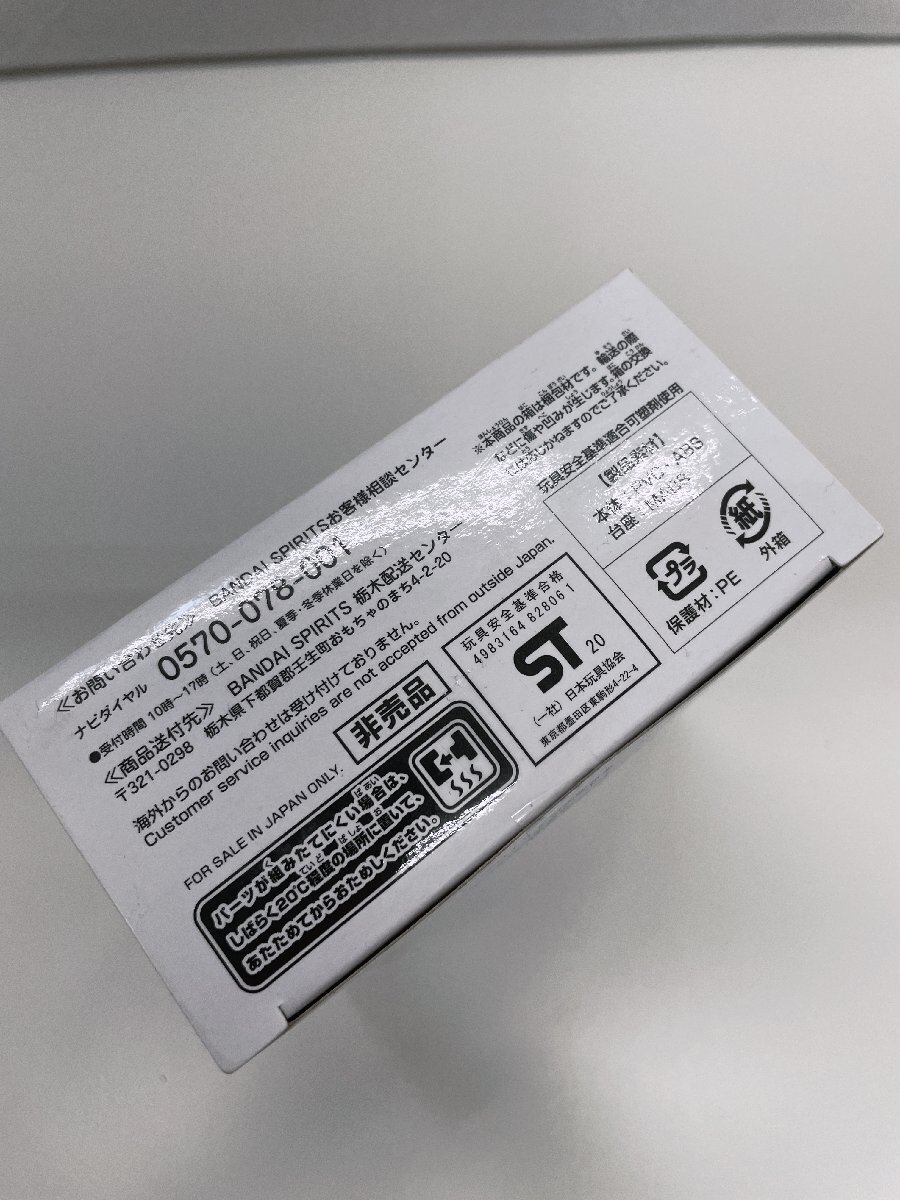 《お問い合わせ先》 BANDAI SPIRITSお客様相談センター
ナビダイヤル 0570-078-001
●受付時間 10時～17時(土、日、祝日、夏季・冬季休業日を除く)
《商品送付先》 BANDAI SPIRITS 栃木配送センター
〒321-0298 栃木県下都賀郡壬生町おもちゃのまち4-2-20
海外からのお問い合わせは受け付けておりません。
Customer service inquiries are not accepted from outside Japan.
FOR SALE IN JAPAN ONLY.
非売品
パーツが組みたてにくい場合は、
しばらく20℃程度の場所に置いて、
あたためてからおためしください。
※本商品の箱は梱包材です。輸送の際
などに傷や凹みが生じます。箱の交換
にはおうじかねますのでご了承ください。
玩具安全基準適合可塑剤使用
【製品素材】
本体：PVC・ABS
台座：
プラ
保護材：PE
紙
外箱
玩具安全基準合格
4983164 82806 1
ST 20
(一社)日本玩具協会
東京都墨田区東駒形4-22-4